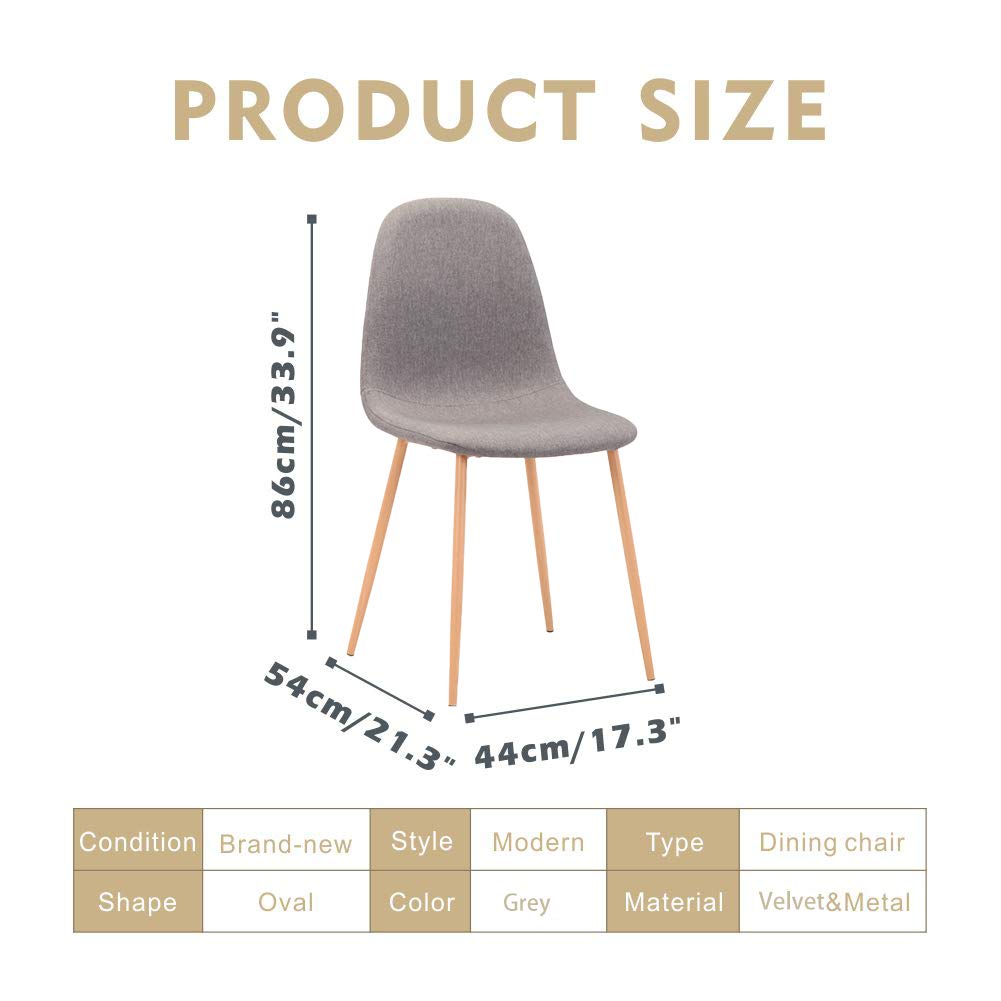 PRODUCT SIZE
86cm/33.9"
54cm/21.3"
44cm/17.3"
Condition Brand-new Style Modern Type Dining chair
Shape Oval Color Grey Material Velvet&Metal